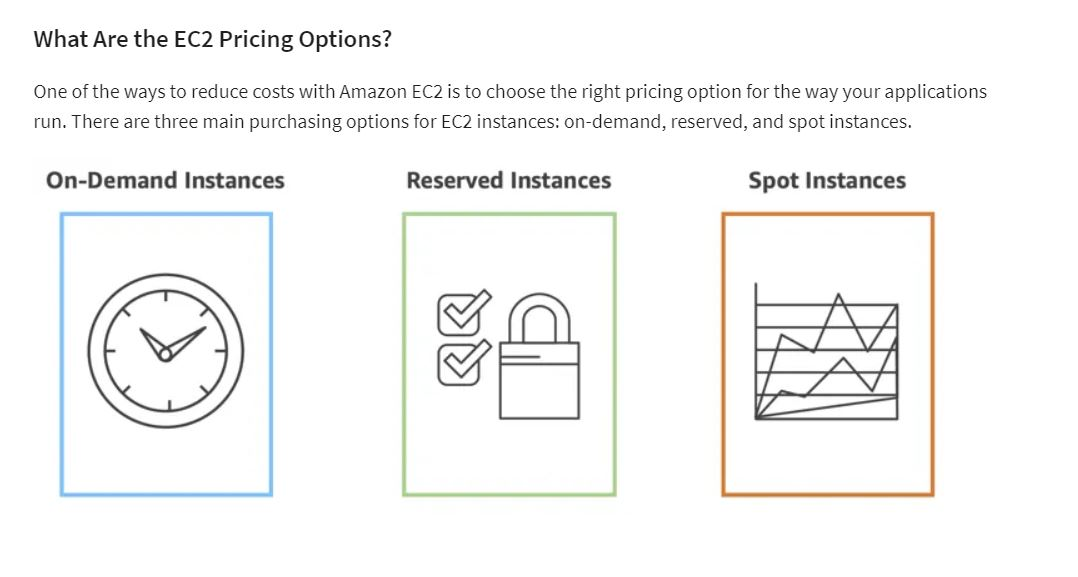 What Are the EC2 Pricing Options?
One of the ways to reduce costs with Amazon EC2 is to choose the right pricing option for the way your applications
run. There are three main purchasing options for EC2 instances: on-demand, reserved, and spot instances.
On-Demand Instances
Reserved Instances
Spot Instances